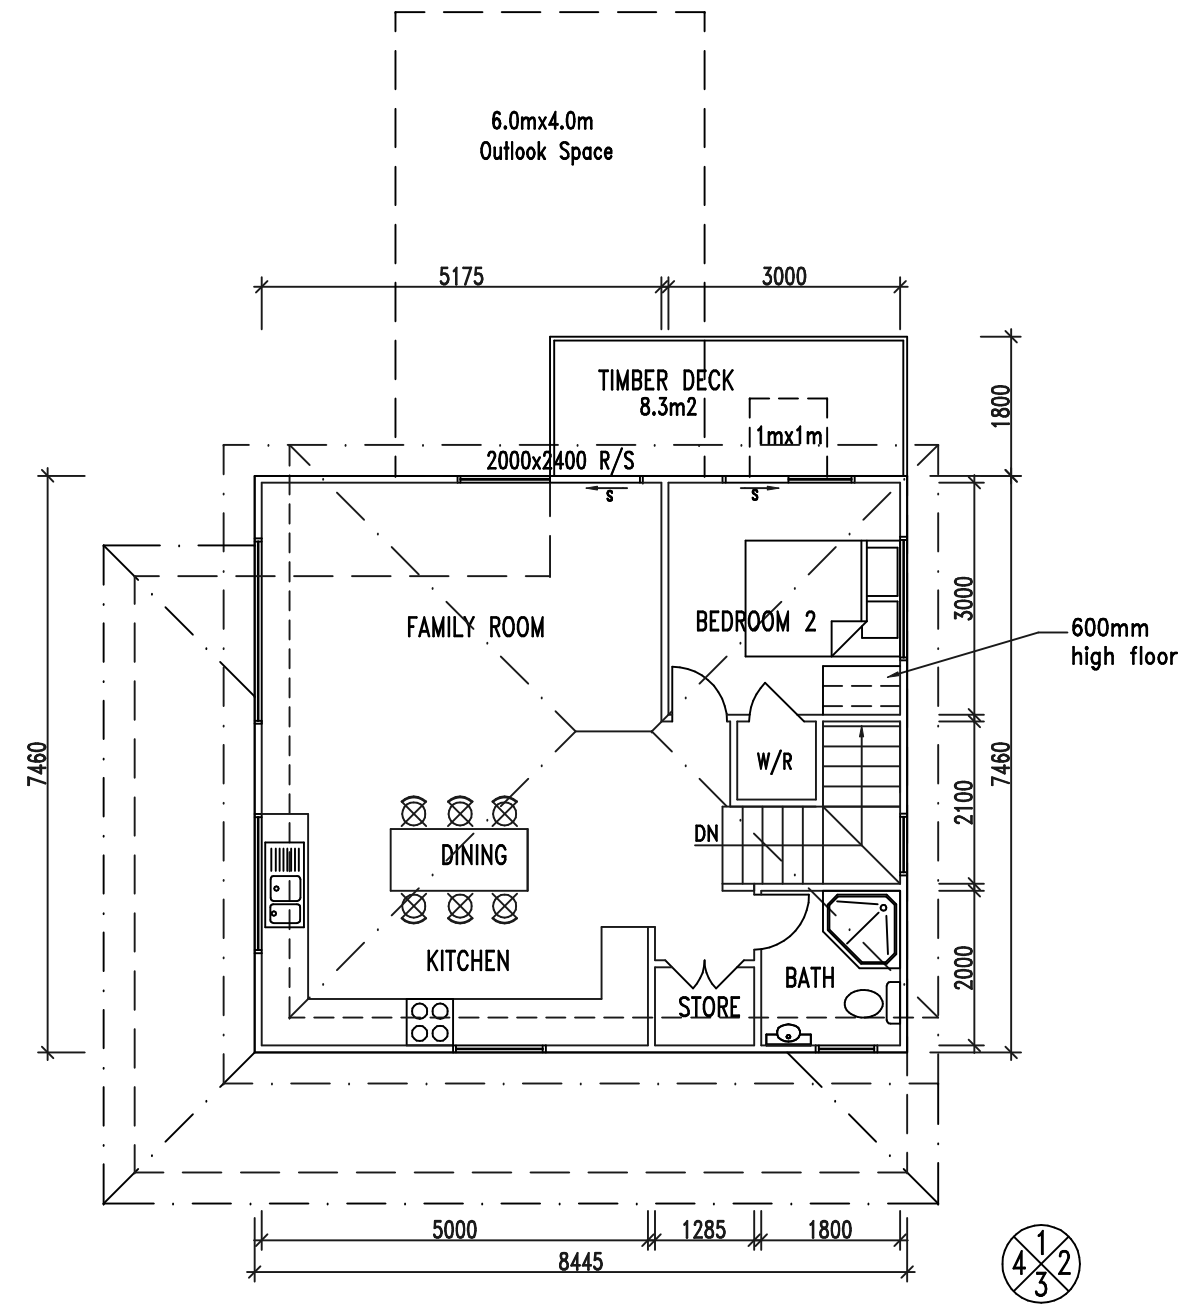 6.0mx4.0m
Outlook Space
5175
3000
TIMBER DECK
8.3m2
1800
1mx1m
2000x2400 R/S
S
S
3000
FAMILY ROOM
BEDROOM 2
600mm
high floor
7460
7460
W/R
2100
DN
DINING
KITCHEN
BATH
2000
STORE
5000
1285
1800
8445
1
4
2
3